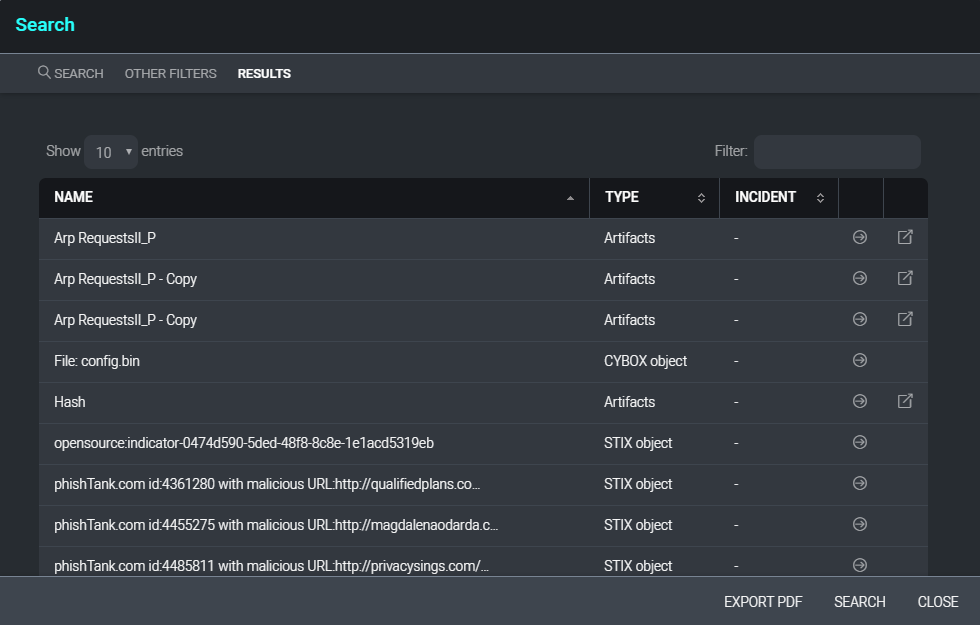 Search
SEARCH OTHER FILTERS RESULTS
Show 10 entries Filter:
NAME TYPE INCIDENT
Arp RequestsII_P Artifacts -
Arp RequestsII_P - Copy Artifacts -
Arp RequestsII_P - Copy Artifacts -
File: config.bin CYBOX object -
Hash Artifacts -
opensource:indicator-0474d590-5ded-48f8-8c8e-1e1acd5319eb STIX object -
phishTank.com id:4361280 with malicious URL:http://qualifiedplans.co... STIX object -
phishTank.com id:4455275 with malicious URL:http://magdalenaodarda.c... STIX object -
phishTank.com id:4485811 with malicious URL:http://privacysings.com/... STIX object -
EXPORT PDF SEARCH CLOSE